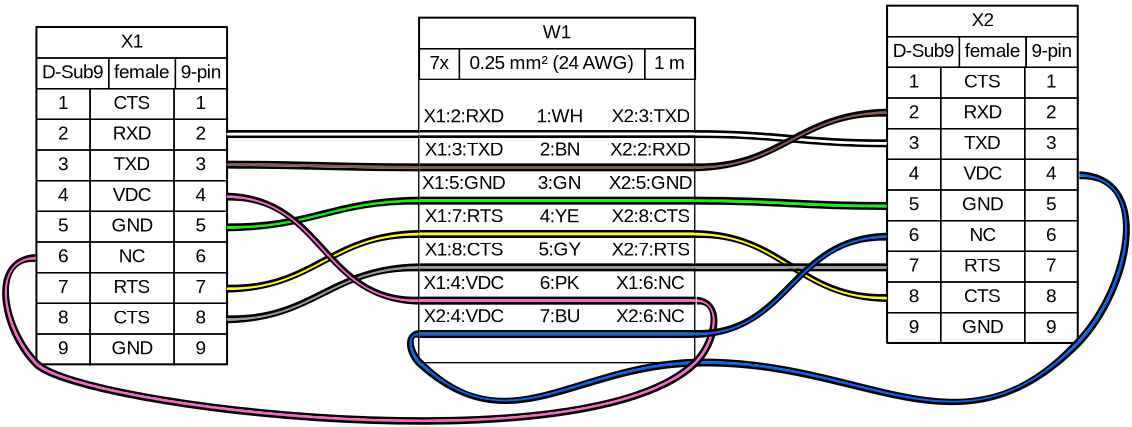 X1
D-Sub9 female 9-pin
1 CTS 1
2 RXD 2
3 TXD 3
4 VDC 4
5 GND 5
6 NC 6
7 RTS 7
8 CTS 8
9 GND 9
W1
7x 0.25 mm² (24 AWG) 1 m
X1:2:RXD 1:WH X2:3:TXD
X1:3:TXD 2:BN X2:2:RXD
X1:5:GND 3:GN X2:5:GND
X1:7:RTS 4:YE X2:8:CTS
X1:8:CTS 5:GY X2:7:RTS
X1:4:VDC 6:PK X1:6:NC
X2:4:VDC 7:BU X2:6:NC
X2
D-Sub9 female 9-pin
1 CTS 1
2 RXD 2
3 TXD 3
4 VDC 4
5 GND 5
6 NC 6
7 RTS 7
8 CTS 8
9 GND 9